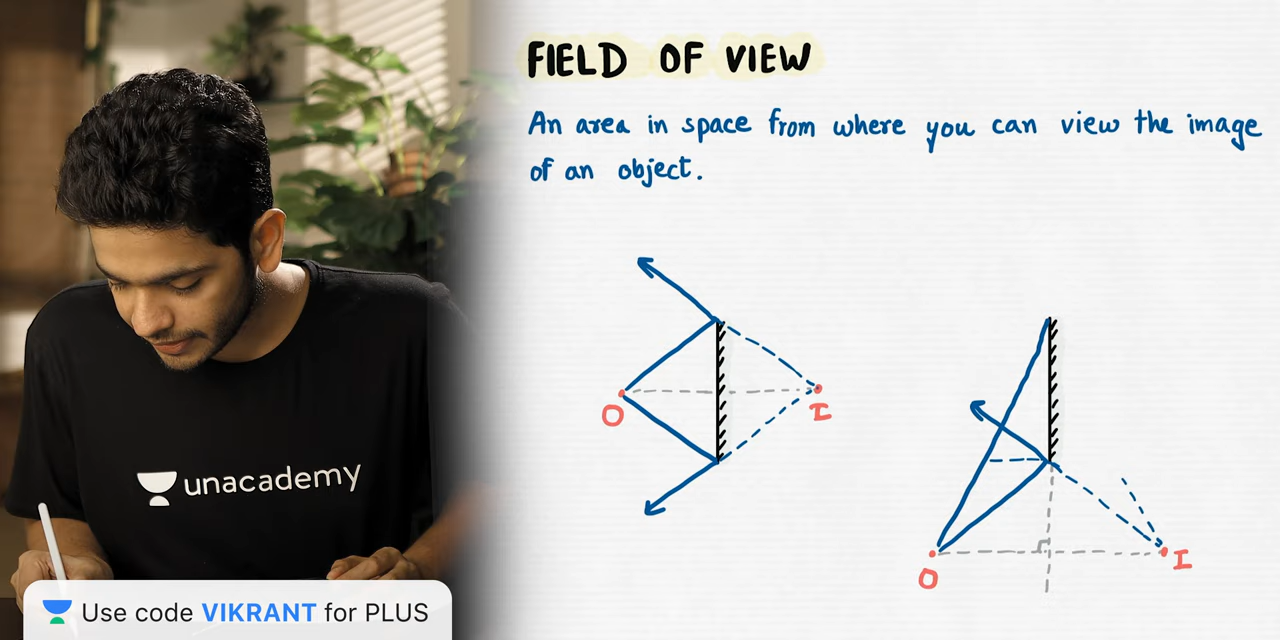 FIELD OF VIEW
An area in space from where you can view the image
of an object.
O
I
O
I
unacademy
Use code VIKRANT for PLUS